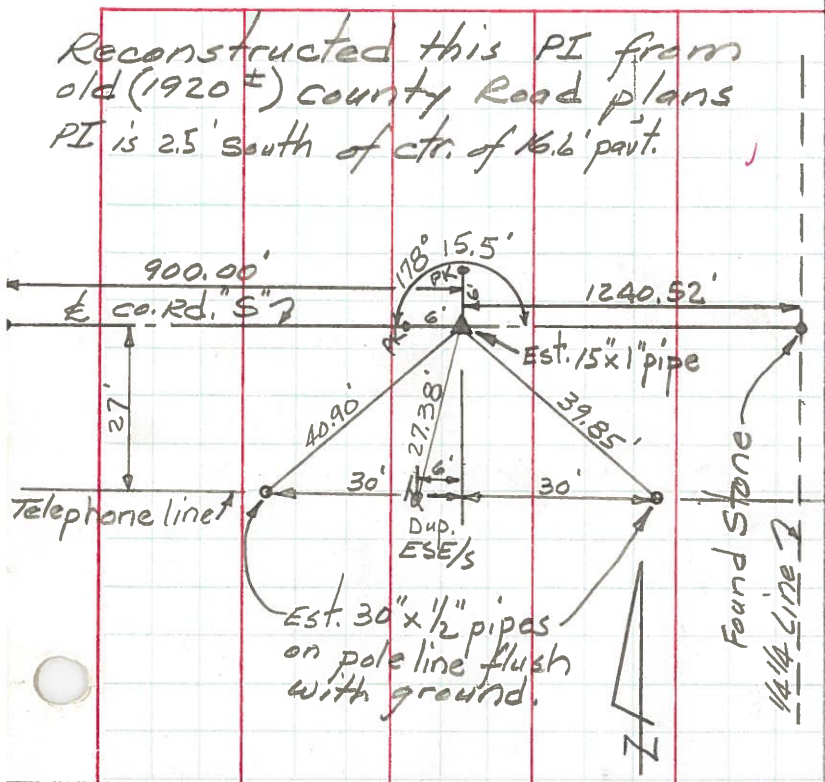 Reconstructed this PI from
old (1920±) county Road plans
PI is 2.5' south of ctr. of 16.6' pavt.
178° 15.5'
900.00'
PK
6'
1240.52'
℄ co. Rd. "S"
6'
PK
Est. 15"x1" pipe
27'
40.90'
27.38'
39.85'
30'
6'
30'
Telephone line
Dup.
ESE/S
Found Stone
1/4 1/4 Line
Est. 30"x1/2" pipes
on pole line flush
with ground.
N